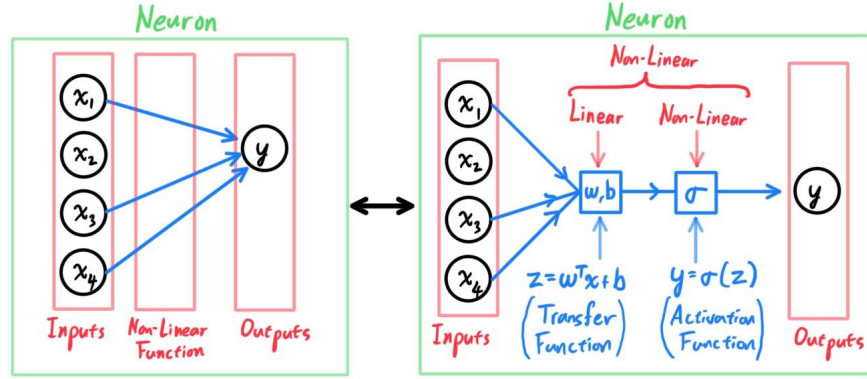 Neuron
x₁
x₂
x₃
x₄
y
Inputs
Non-Linear
Function
Outputs
Neuron
Non-Linear
Linear
Non-Linear
x₁
x₂
x₃
x₄
w,b
σ
y
z=wᵀx+b
(Transfer
Function)
y=σ(z)
(Activation
Function)
Inputs
Outputs